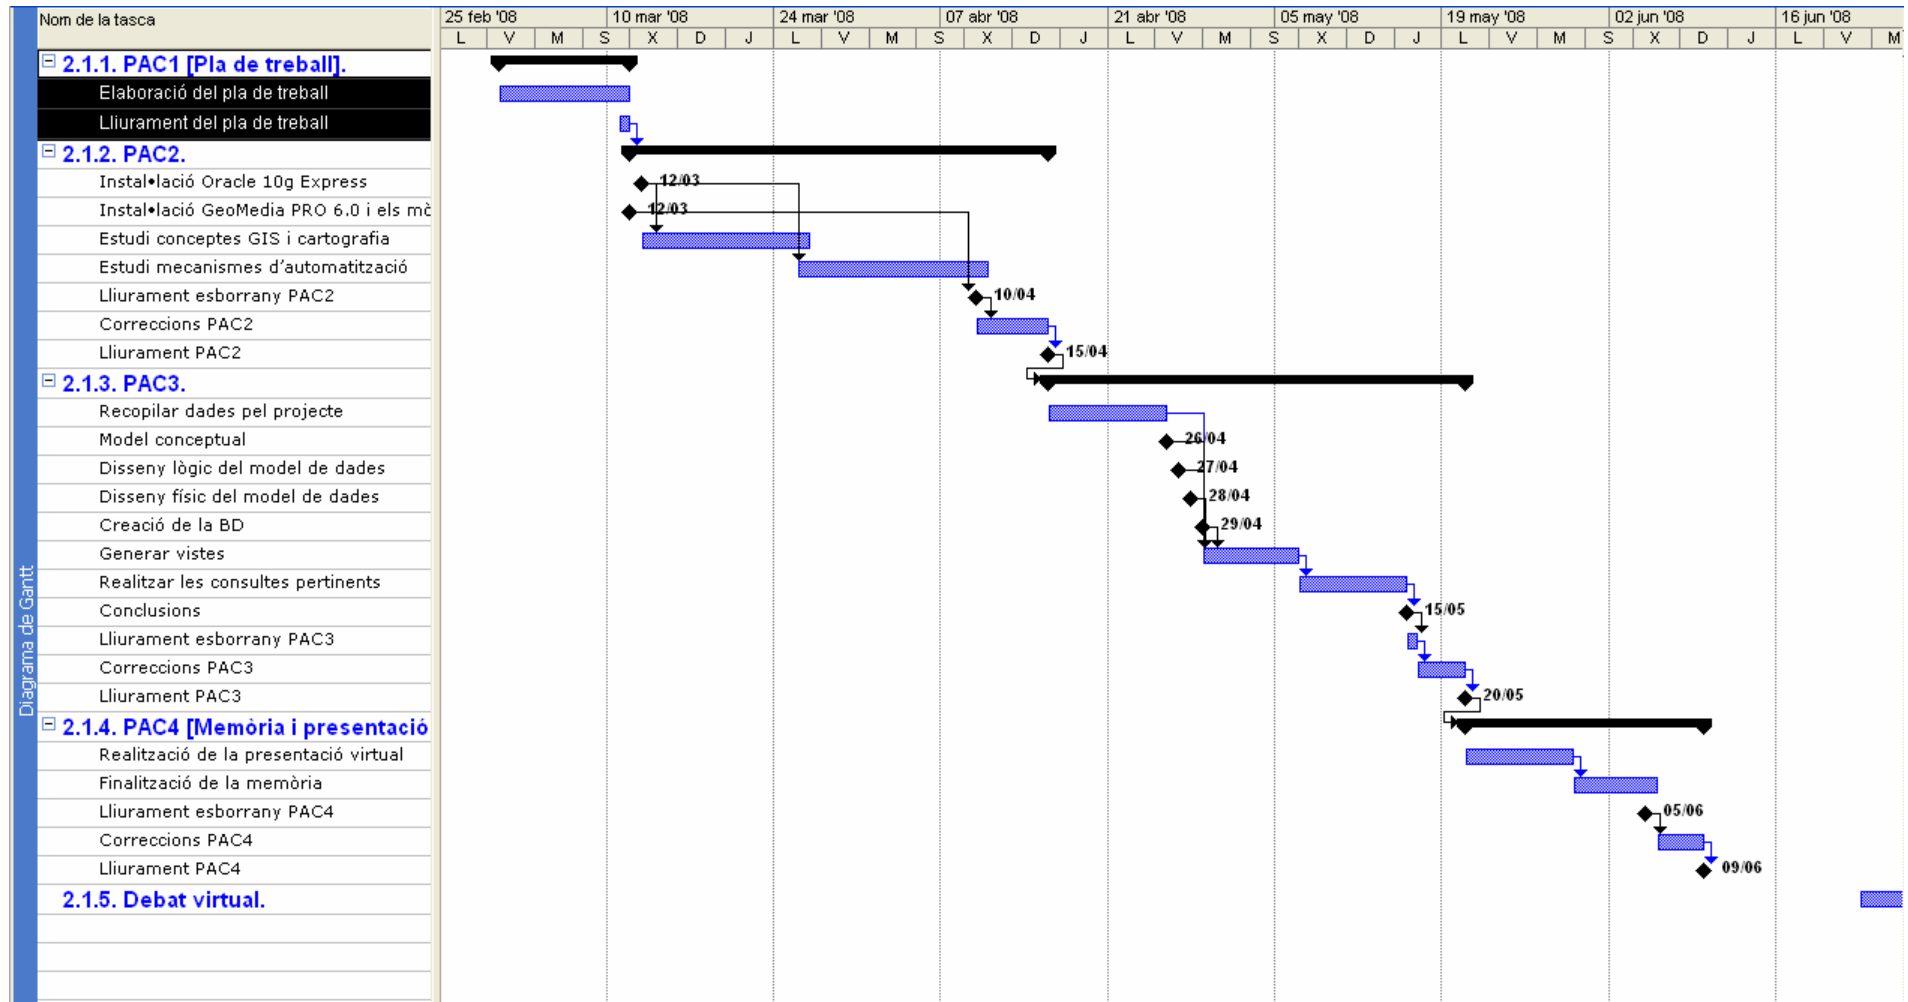 Nom de la tasca
25 feb '08 10 mar '08 24 mar '08 07 abr '08 21 abr '08 05 may '08 19 may '08 02 jun '08 16 jun '08
L V M S X D J L V M S X D J L V M S X D J L V M S X D J L V M
2.1.1. PAC1 [Pla de treball].
Elaboració del pla de treball
Lliurament del pla de treball
2.1.2. PAC2.
Instal•lació Oracle 10g Express 12/03
Instal•lació GeoMedia PRO 6.0 i els mò 12/03
Estudi conceptes GIS i cartografia
Estudi mecanismes d'automatització
Lliurament esborrany PAC2 10/04
Correccions PAC2
Lliurament PAC2 15/04
2.1.3. PAC3.
Recopilar dades pel projecte
Model conceptual 26/04
Disseny lògic del model de dades 27/04
Disseny físic del model de dades 28/04
Creació de la BD 29/04
Generar vistes
Realitzar les consultes pertinents
Conclusions 15/05
Lliurament esborrany PAC3
Correccions PAC3
Lliurament PAC3 20/05
2.1.4. PAC4 [Memòria i presentació
Realització de la presentació virtual
Finalització de la memòria
Lliurament esborrany PAC4 05/06
Correccions PAC4
Lliurament PAC4 09/06
2.1.5. Debat virtual.
Diagrama de Gantt